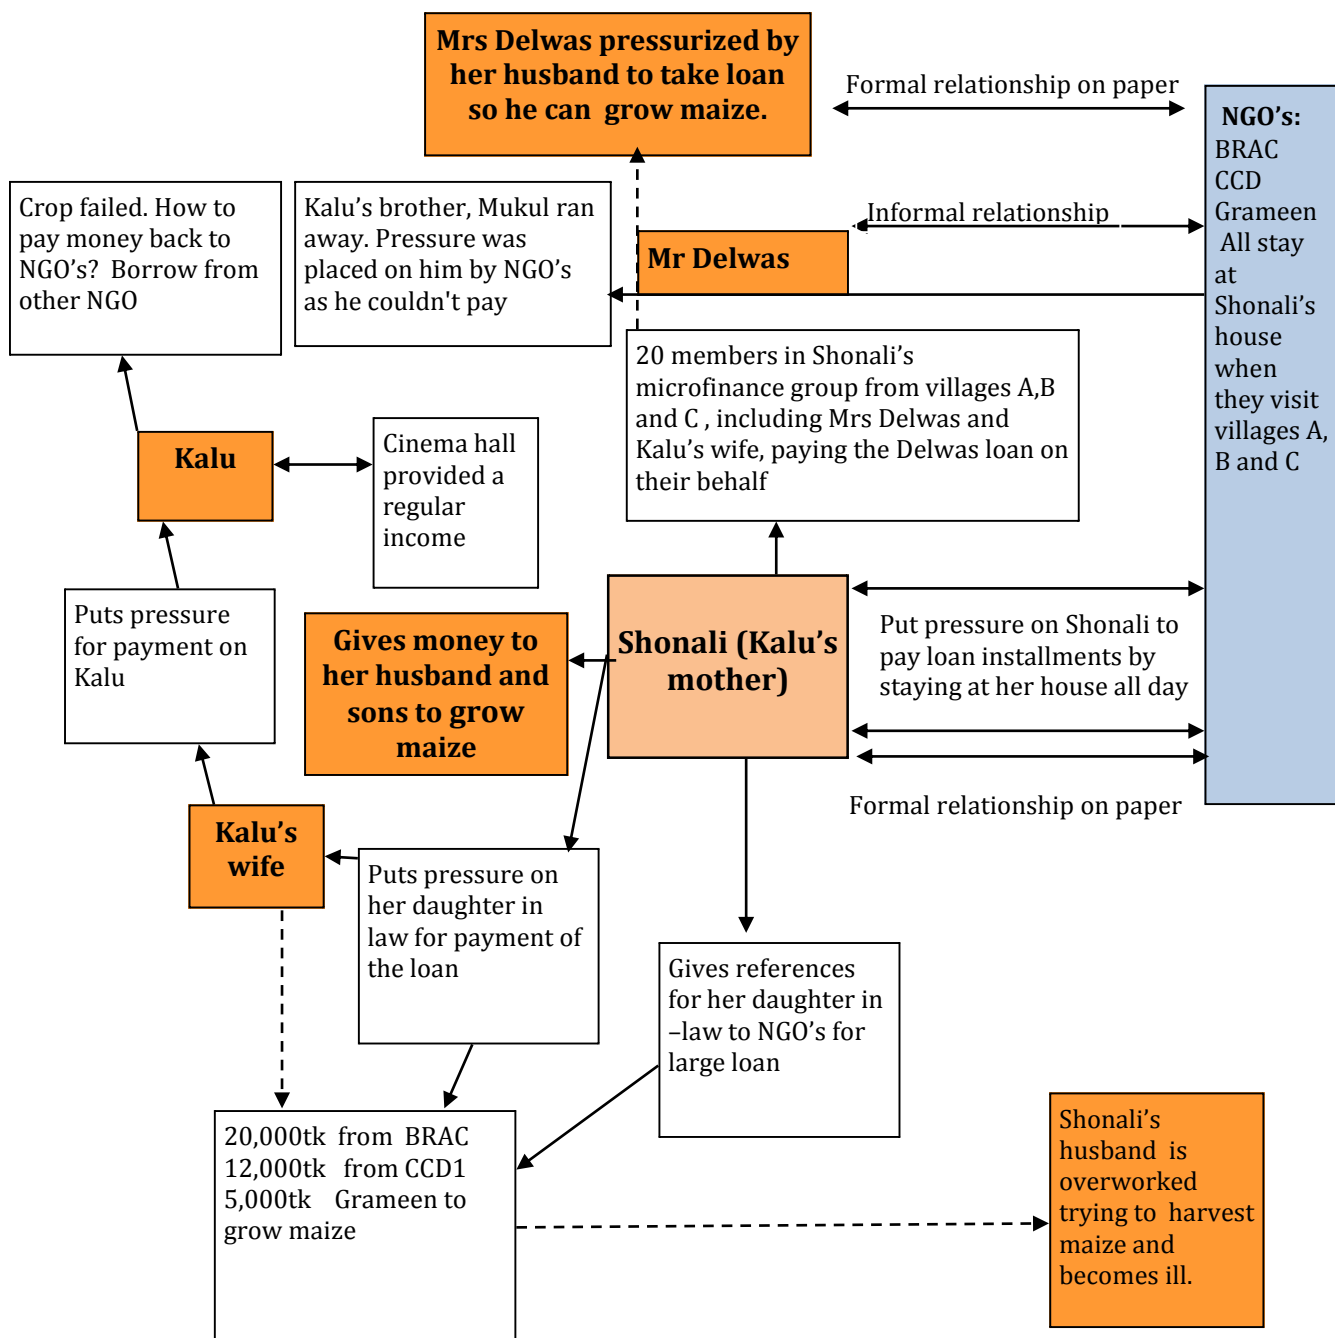 Mrs Delwas pressurized by
her husband to take loan
so he can grow maize.
Formal relationship on paper
NGO’s:
BRAC
CCD
Grameen
All stay
at
Shonali’s
house
when
they visit
villages A,
B and C
Crop failed. How to
pay money back to
NGO’s? Borrow from
other NGO
Kalu’s brother, Mukul ran
away. Pressure was
placed on him by NGO’s
as he couldn't pay
Informal relationship
Mr Delwas
20 members in Shonali’s
microfinance group from villages A,B
and C , including Mrs Delwas and
Kalu’s wife, paying the Delwas loan on
their behalf
Kalu
Cinema hall
provided a
regular
income
Puts pressure
for payment on
Kalu
Gives money to
her husband and
sons to grow
maize
Shonali (Kalu’s
mother)
Put pressure on Shonali to
pay loan installments by
staying at her house all day
Formal relationship on paper
Kalu’s
wife
Puts pressure on
her daughter in
law for payment of
the loan
Gives references
for her daughter in
–law to NGO’s for
large loan
20,000tk from BRAC
12,000tk from CCD1
5,000tk Grameen to
grow maize
Shonali’s
husband is
overworked
trying to harvest
maize and
becomes ill.